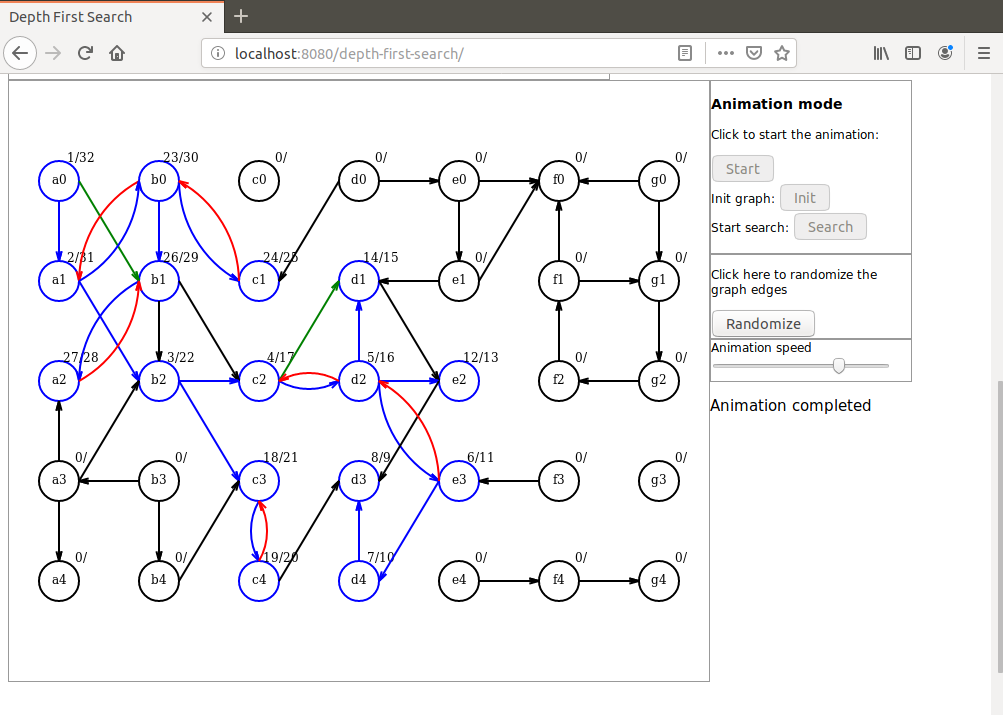 Depth First Search
localhost:8080/depth-first-search/
Animation mode
Click to start the animation:
Start
Init graph: Init
Start search: Search
Click here to randomize the
graph edges
Randomize
Animation speed
Animation completed
1/32 23/30 0/ 0/ 0/ 0/ 0/
a0 b0 c0 d0 e0 f0 g0
2/31 26/29 24/25 14/15 0/ 0/ 0/
a1 b1 c1 d1 e1 f1 g1
27/28 3/22 4/17 5/16 12/13 0/ 0/
a2 b2 c2 d2 e2 f2 g2
0/ 0/ 18/21 8/9 6/11 0/ 0/
a3 b3 c3 d3 e3 f3 g3
0/ 0/ 19/20 7/10 0/ 0/ 0/
a4 b4 c4 d4 e4 f4 g4